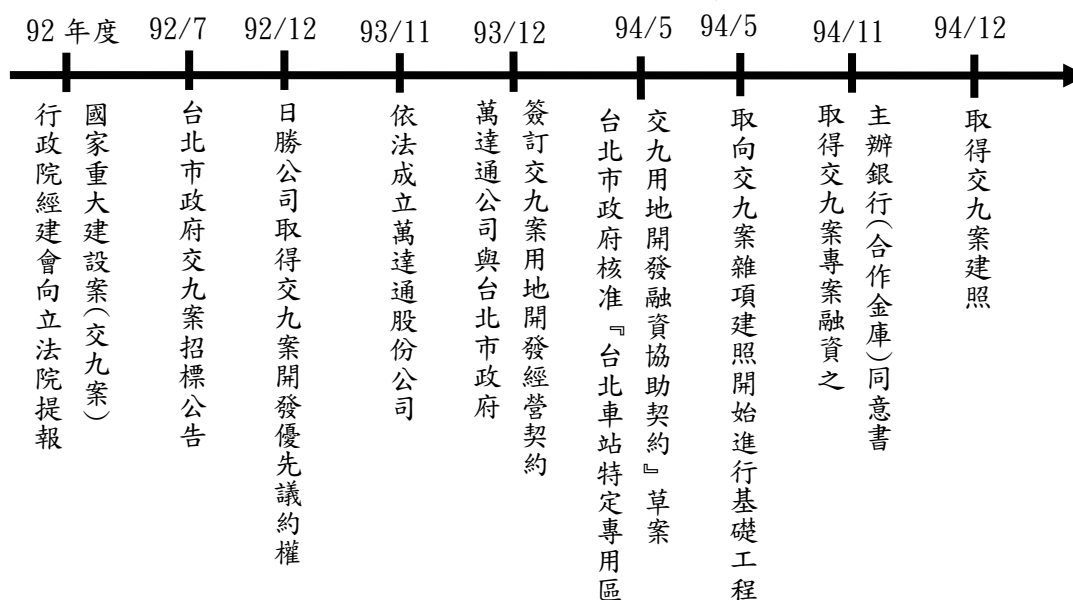 92 年度
92/7
92/12
93/11
93/12
94/5
94/5
94/11
94/12
行政院經建會向立法院提報
國家重大建設案(交九案)
台北市政府交九案招標公告
日勝公司取得交九案開發優先議約權
依法成立萬達通股份公司
萬達通公司與台北市政府
簽訂交九案用地開發經營契約
台北市政府核准『台北車站特定專用區
交九用地開發融資協助契約』草案
取向交九案雜項建照開始進行基礎工程
取得交九案專案融資之
主辦銀行(合作金庫)同意書
取得交九案建照